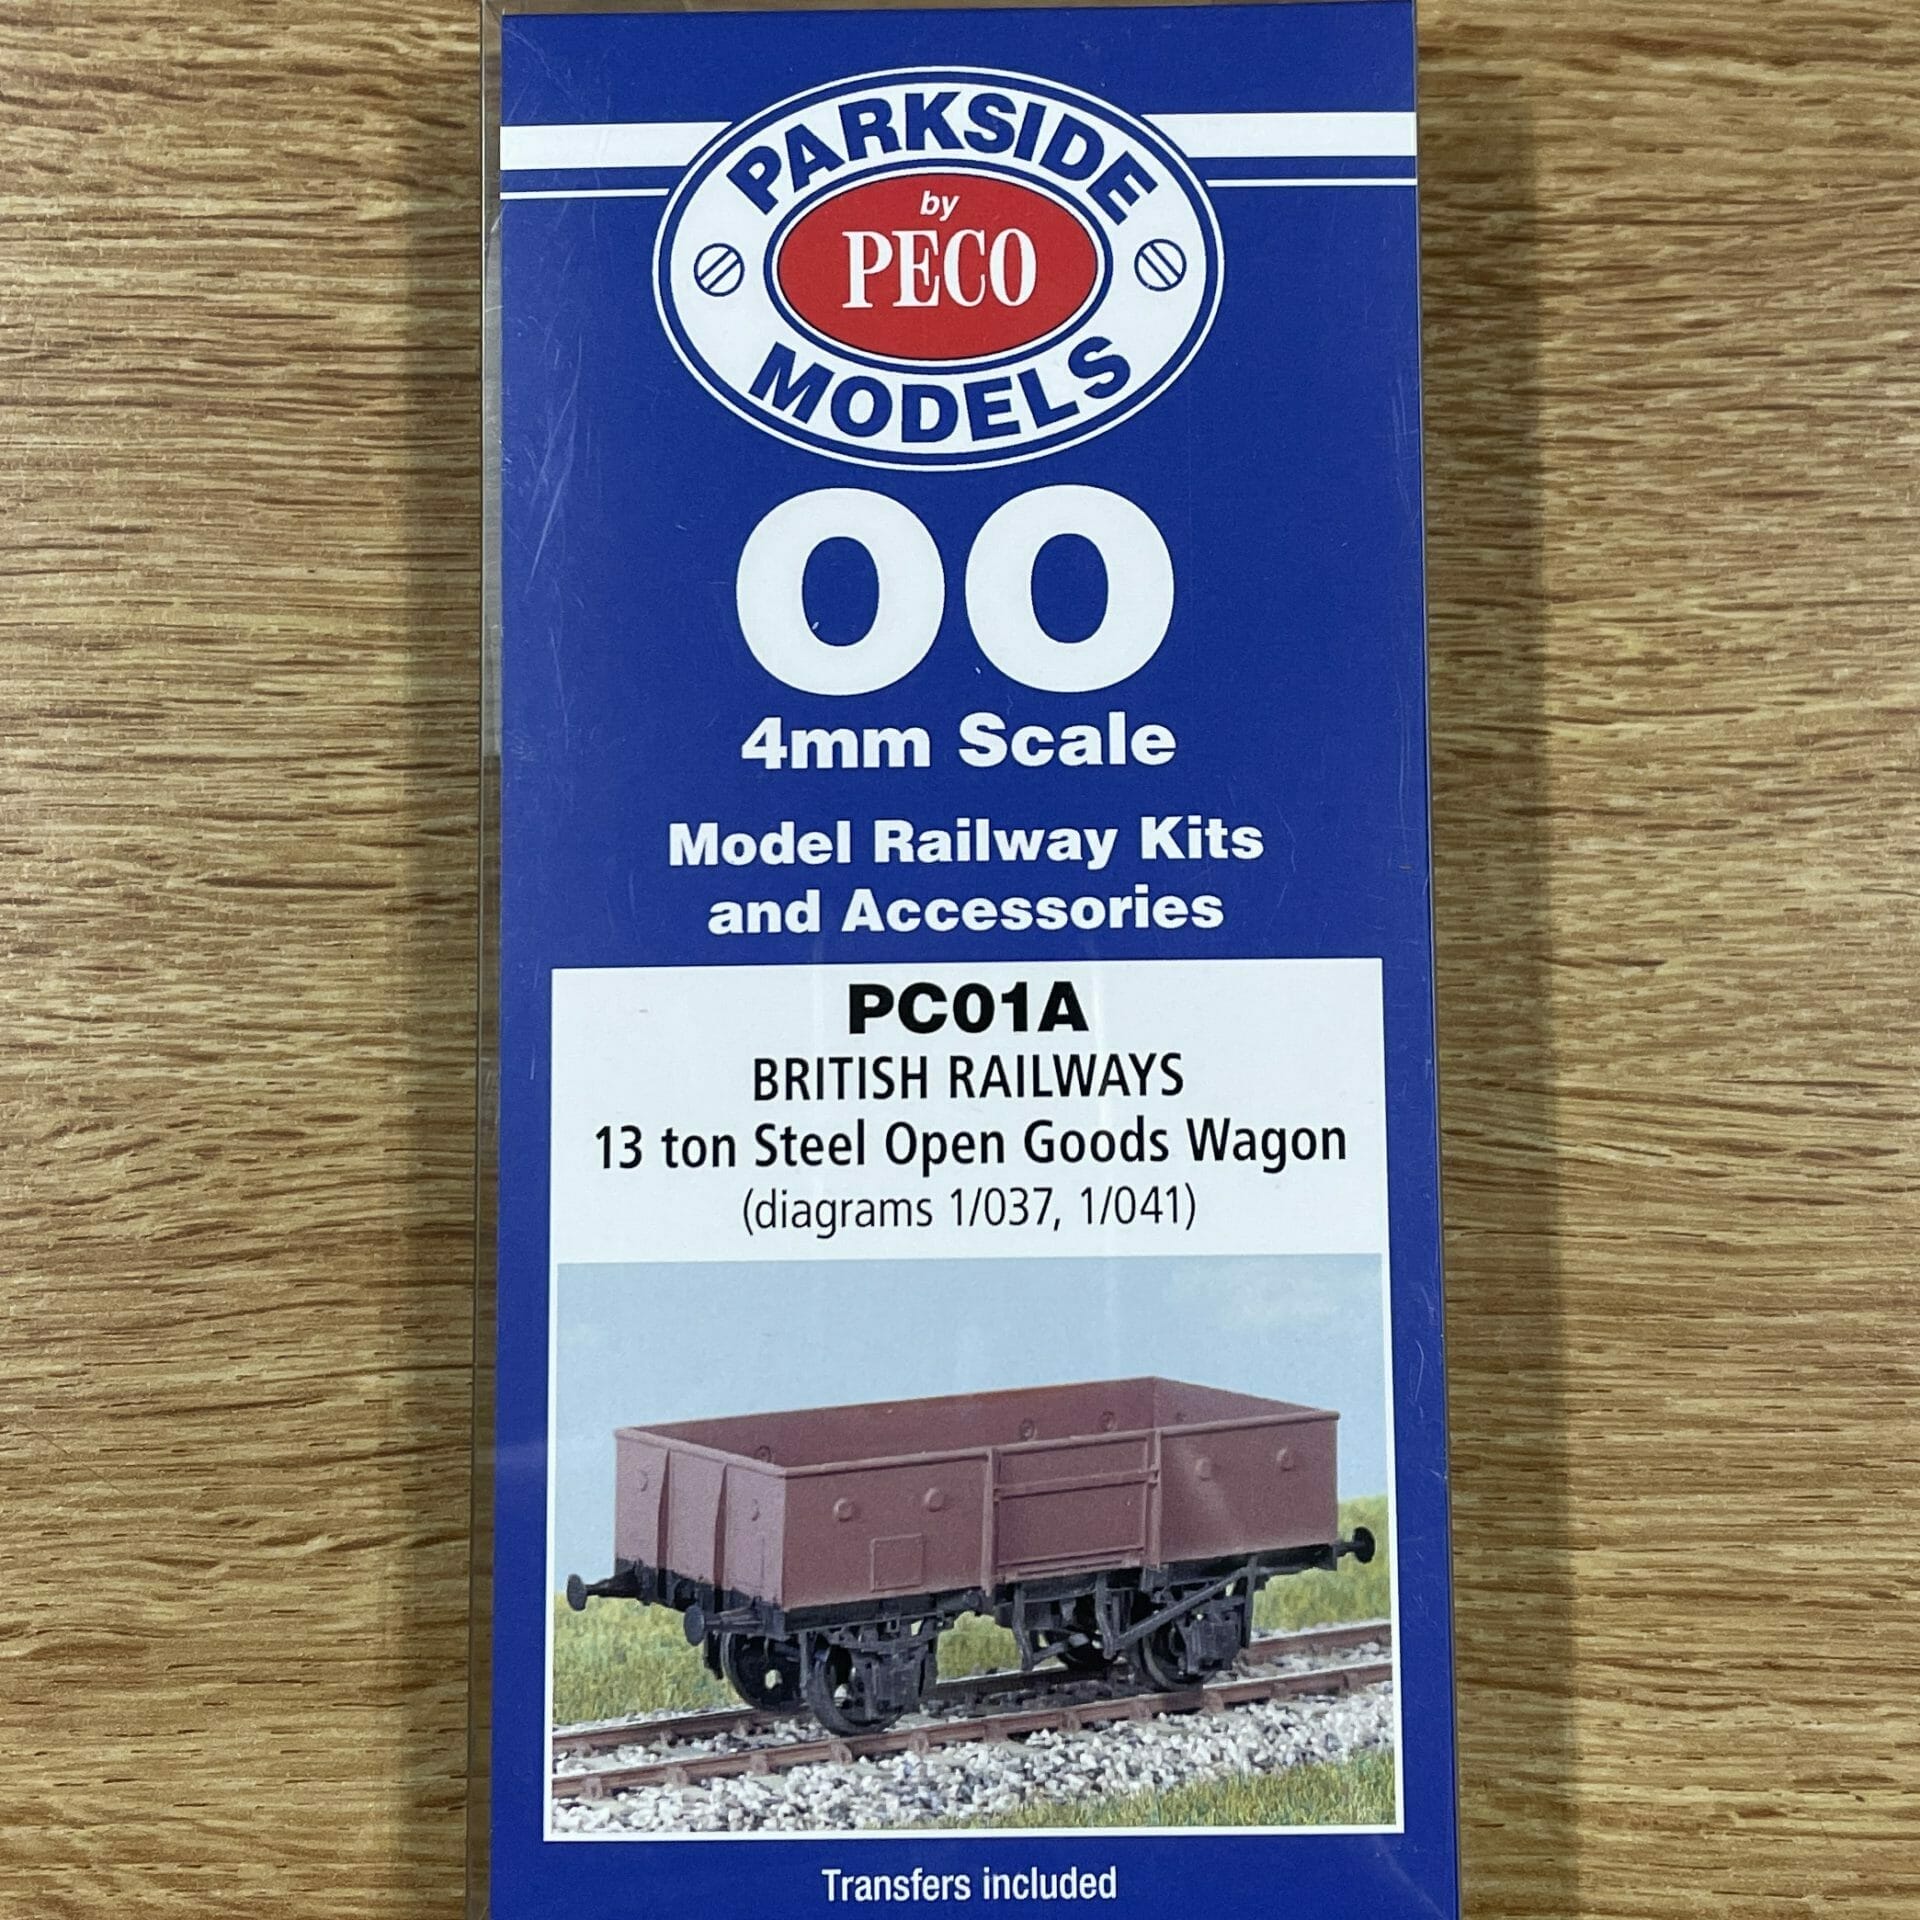 PARKSIDE
by
PECO
MODELS
OO
4mm Scale
Model Railway Kits
and Accessories
PC01A
BRITISH RAILWAYS
13 ton Steel Open Goods Wagon
(diagrams 1/037, 1/041)
Transfers included